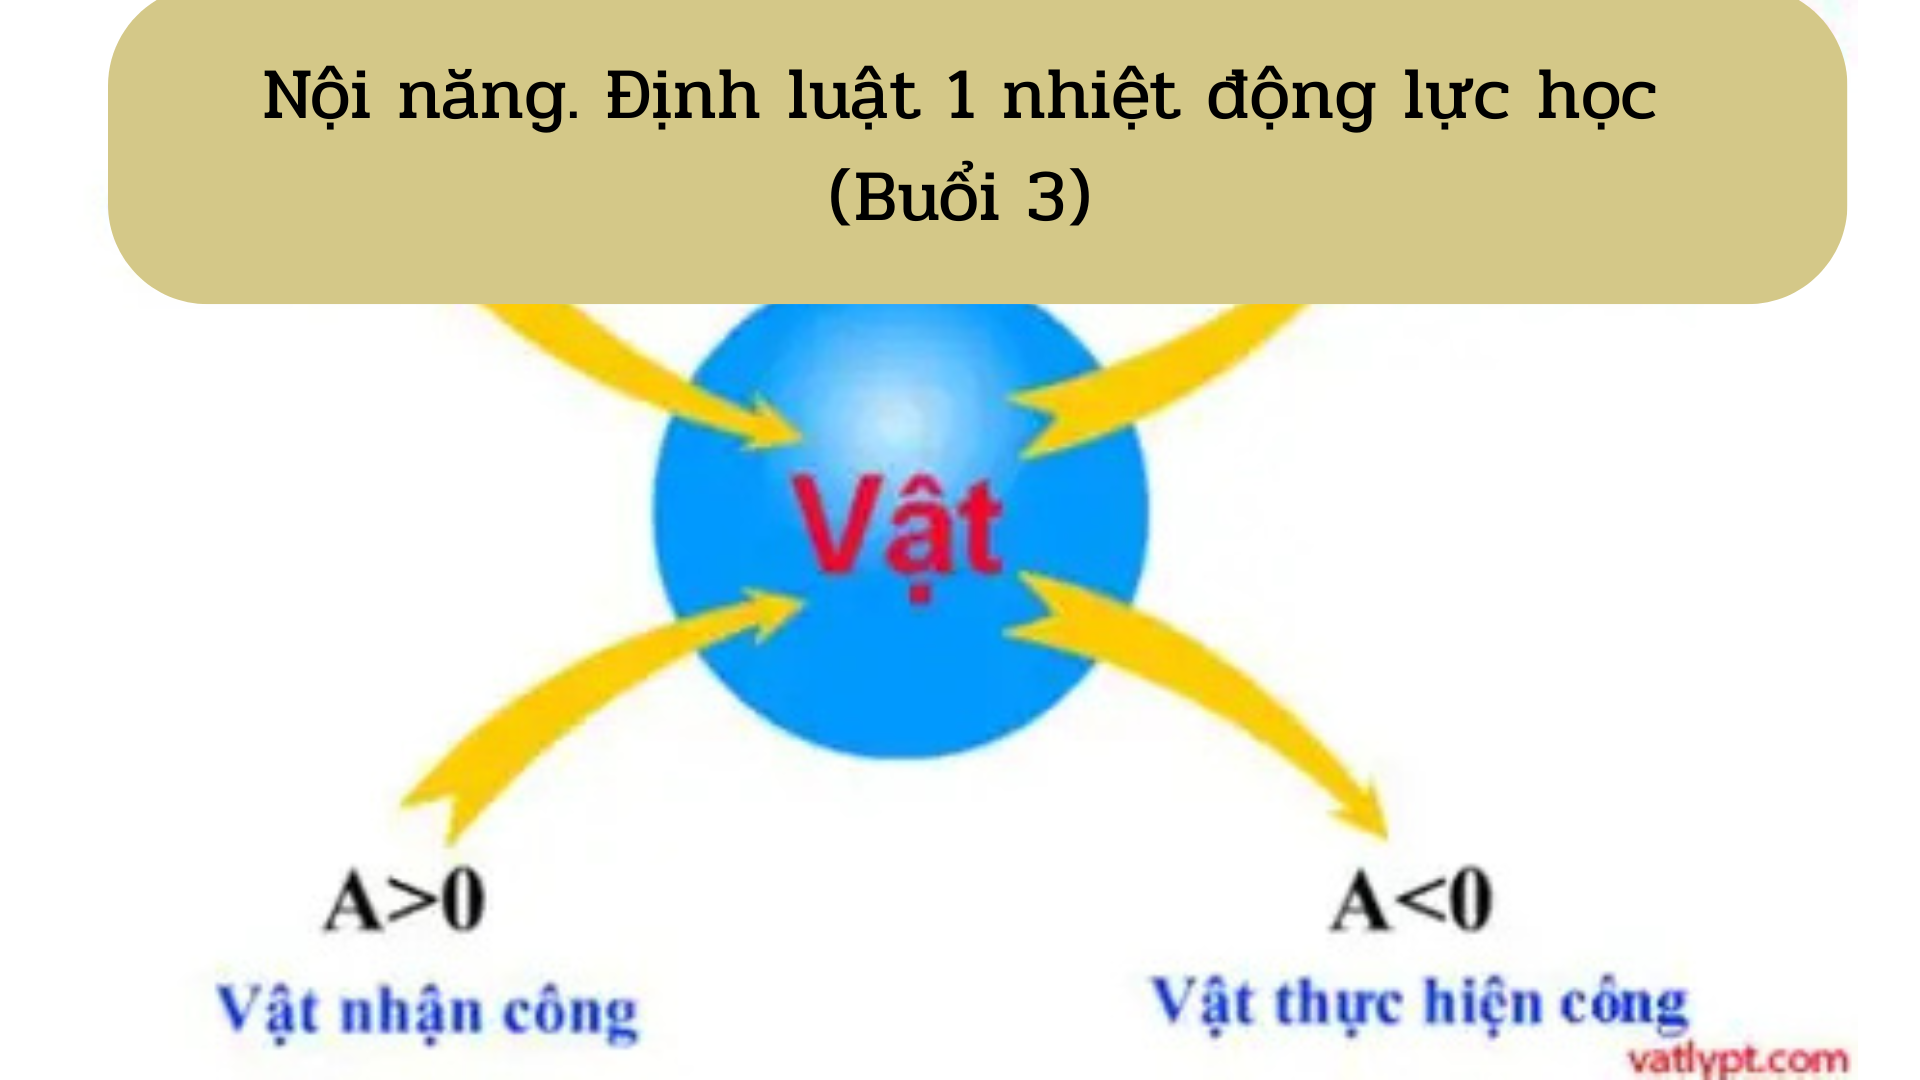 Nội năng. Định luật 1 nhiệt động lực học
(Buổi 3)
Vật
A>0
A<0
Vật nhận công
Vật thực hiện công
vatlypt.com